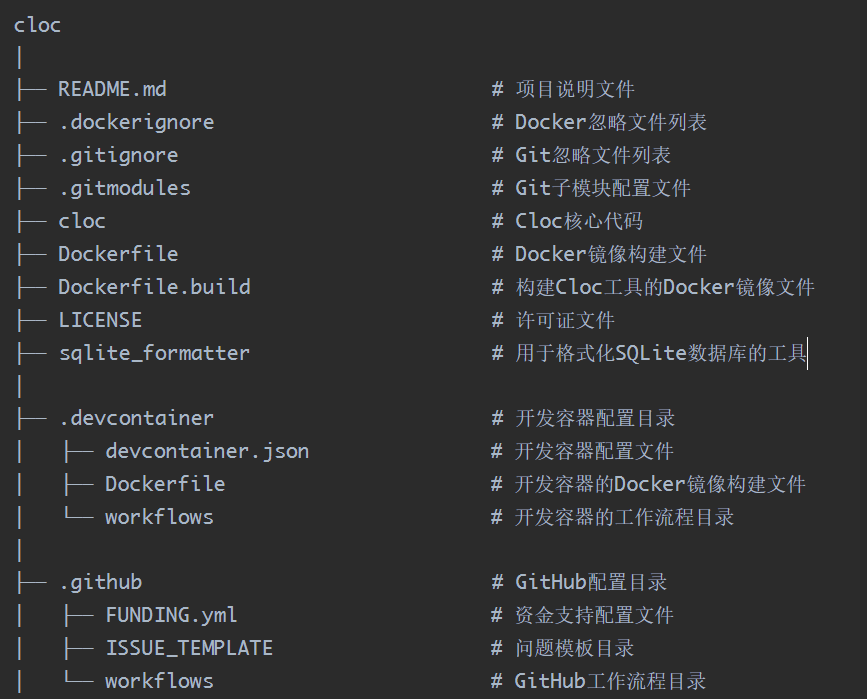 cloc
│
├── README.md # 项目说明文件
├── .dockerignore # Docker忽略文件列表
├── .gitignore # Git忽略文件列表
├── .gitmodules # Git子模块配置文件
├── cloc # Cloc核心代码
├── Dockerfile # Docker镜像构建文件
├── Dockerfile.build # 构建Cloc工具的Docker镜像文件
├── LICENSE # 许可证文件
├── sqlite_formatter # 用于格式化SQLite数据库的工具
│
├── .devcontainer # 开发容器配置目录
│   ├── devcontainer.json # 开发容器配置文件
│   ├── Dockerfile # 开发容器的Docker镜像构建文件
│   └── workflows # 开发容器的工作流程目录
│
├── .github # GitHub配置目录
│   ├── FUNDING.yml # 资金支持配置文件
│   ├── ISSUE_TEMPLATE # 问题模板目录
│   └── workflows # GitHub工作流程目录